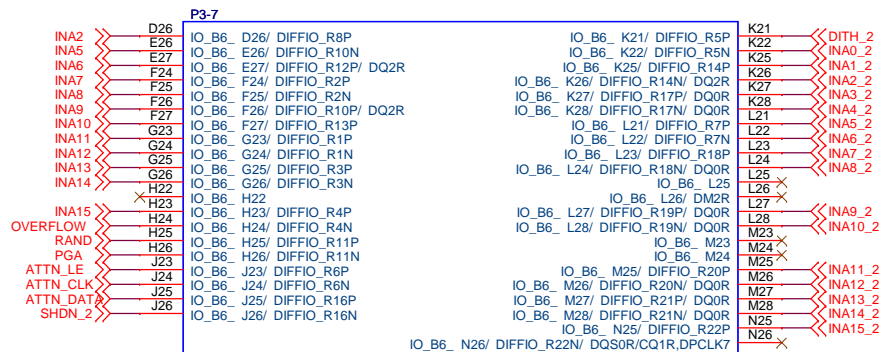 P3-7
INA2 D26 IO_B6_ D26/ DIFFIO_R8P
INA5 E26 IO_B6_ E26/ DIFFIO_R10N
INA6 E27 IO_B6_ E27/ DIFFIO_R12P/ DQ2R
INA7 F24 IO_B6_ F24/ DIFFIO_R2P
INA8 F25 IO_B6_ F25/ DIFFIO_R2N
INA9 F26 IO_B6_ F26/ DIFFIO_R10P/ DQ2R
INA10 F27 IO_B6_ F27/ DIFFIO_R13P
INA11 G23 IO_B6_ G23/ DIFFIO_R1P
INA12 G24 IO_B6_ G24/ DIFFIO_R1N
INA13 G25 IO_B6_ G25/ DIFFIO_R3P
INA14 G26 IO_B6_ G26/ DIFFIO_R3N
H22 IO_B6_ H22
INA15 H23 IO_B6_ H23/ DIFFIO_R4P
OVERFLOW H24 IO_B6_ H24/ DIFFIO_R4N
RAND H25 IO_B6_ H25/ DIFFIO_R11P
PGA H26 IO_B6_ H26/ DIFFIO_R11N
ATTN_LE J23 IO_B6_ J23/ DIFFIO_R6P
ATTN_CLK J24 IO_B6_ J24/ DIFFIO_R6N
ATTN_DATA J25 IO_B6_ J25/ DIFFIO_R16P
SHDN_2 J26 IO_B6_ J26/ DIFFIO_R16N
IO_B6_ K21/ DIFFIO_R5P K21 DITH_2
IO_B6_ K22/ DIFFIO_R5N K22 INA0_2
IO_B6_ K25/ DIFFIO_R14P K25 INA1_2
IO_B6_ K26/ DIFFIO_R14N/ DQ2R K26 INA2_2
IO_B6_ K27/ DIFFIO_R17P/ DQ0R K27 INA3_2
IO_B6_ K28/ DIFFIO_R17N/ DQ0R K28 INA4_2
IO_B6_ L21/ DIFFIO_R7P L21 INA5_2
IO_B6_ L22/ DIFFIO_R7N L22 INA6_2
IO_B6_ L23/ DIFFIO_R18P L23 INA7_2
IO_B6_ L24/ DIFFIO_R18N/ DQ0R L24 INA8_2
IO_B6_ L25 L25
IO_B6_ L26/ DM2R L26
IO_B6_ L27/ DIFFIO_R19P/ DQ0R L27 INA9_2
IO_B6_ L28/ DIFFIO_R19N/ DQ0R L28 INA10_2
IO_B6_ M23 M23
IO_B6_ M24 M24
IO_B6_ M25/ DIFFIO_R20P M25 INA11_2
IO_B6_ M26/ DIFFIO_R20N/ DQ0R M26 INA12_2
IO_B6_ M27/ DIFFIO_R21P/ DQ0R M27 INA13_2
IO_B6_ M28/ DIFFIO_R21N/ DQ0R M28 INA14_2
IO_B6_ N25/ DIFFIO_R22P N25 INA15_2
IO_B6_ N26/ DIFFIO_R22N/ DQS0R/CQ1R,DPCLK7 N26